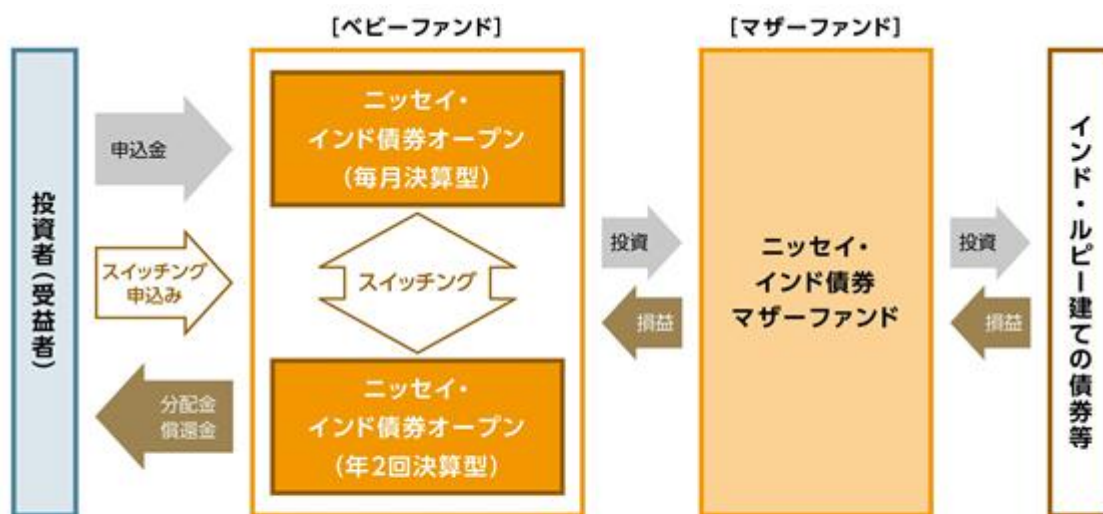 [ベビーファンド]
[マザーファンド]
投資者(受益者)
申込金
スイッチング
申込み
分配金
償還金
ニッセイ・
インド債券オープン
(毎月決算型)
スイッチング
ニッセイ・
インド債券オープン
(年2回決算型)
投資
損益
ニッセイ・
インド債券
マザーファンド
投資
損益
インド・ルピー建ての債券等